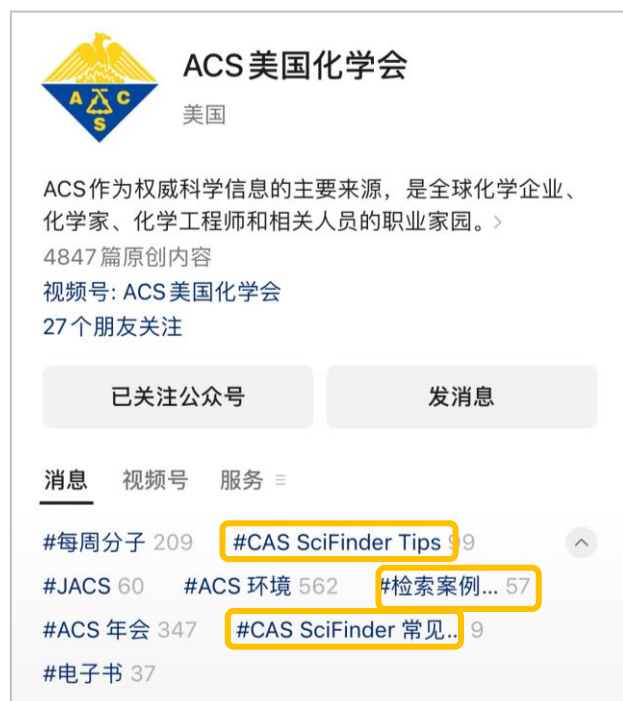 ACS美国化学会
A C S
美国
ACS作为权威科学信息的主要来源，是全球化学企业、
化学家、化学工程师和相关人员的职业家园。
4847篇原创内容
视频号: ACS美国化学会
27个朋友关注
已关注公众号 发消息
消息 视频号 服务
#每周分子 209 #CAS SciFinder Tips 99
#JACS 60 #ACS 环境 562 #检索案例... 57
#ACS 年会 347 #CAS SciFinder 常见... 9
#电子书 37